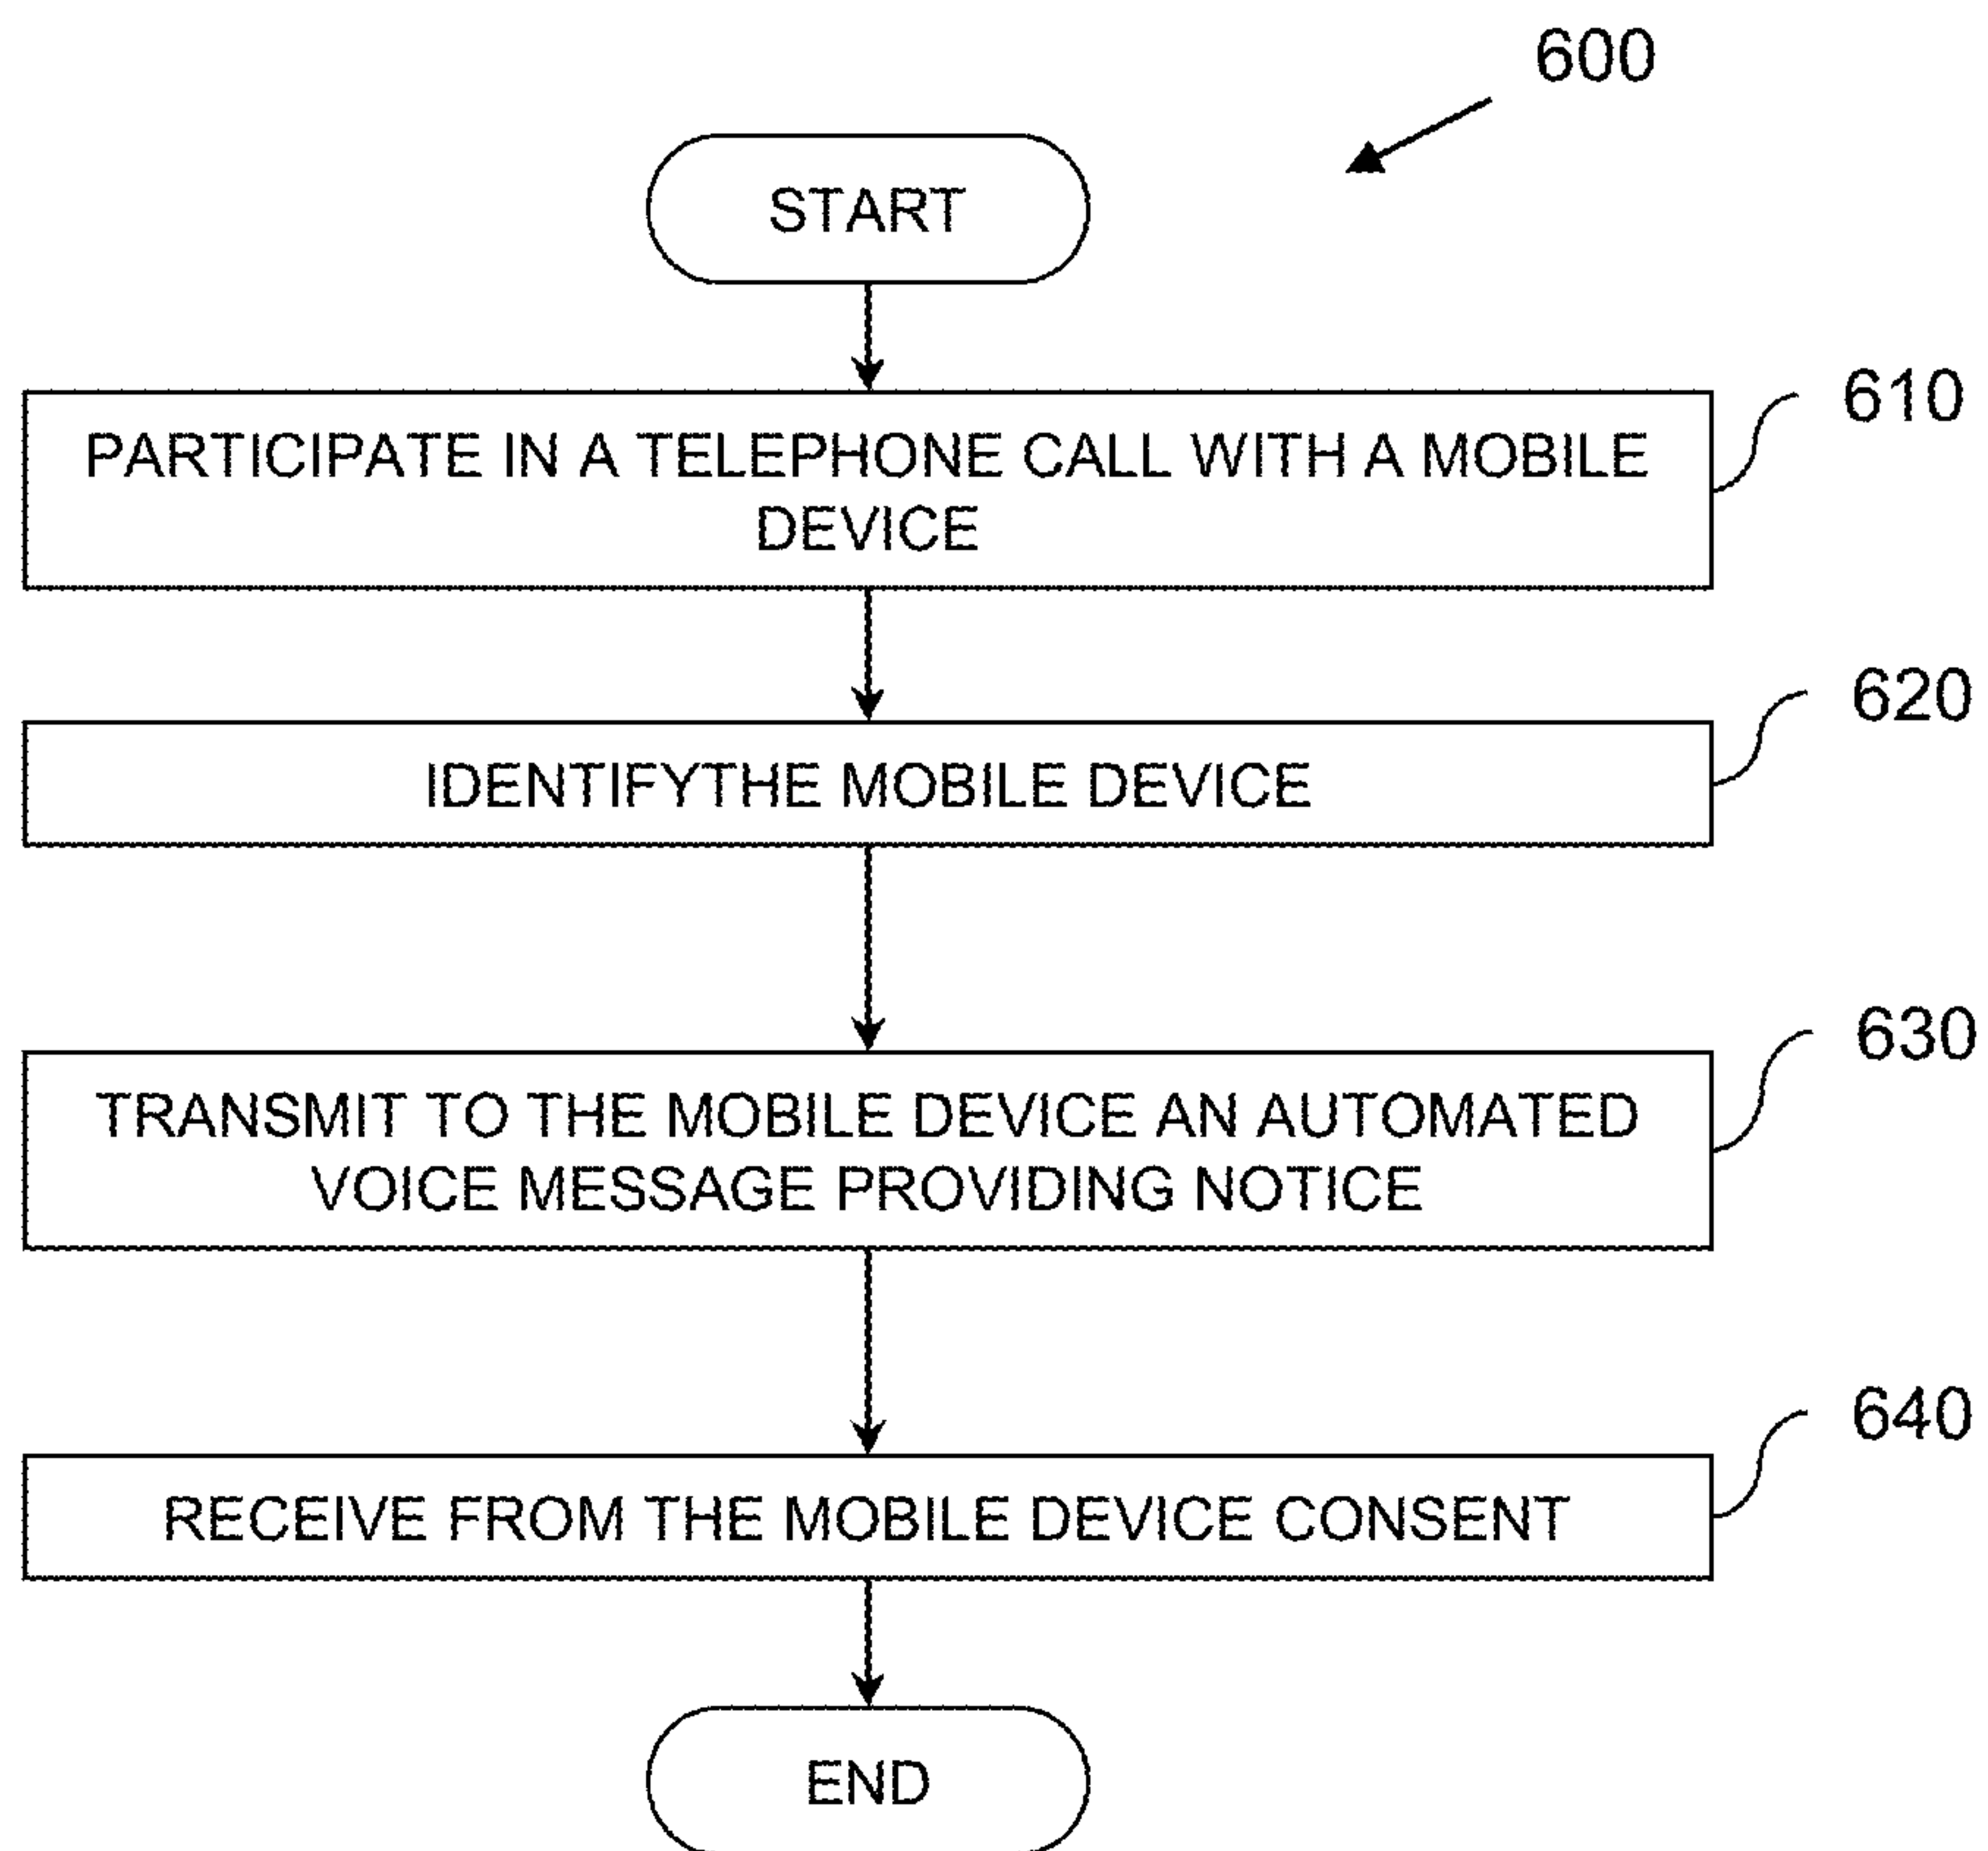 600
START
610
PARTICIPATE IN A TELEPHONE CALL WITH A MOBILE
DEVICE
620
IDENTIFYTHE MOBILE DEVICE
630
TRANSMIT TO THE MOBILE DEVICE AN AUTOMATED
VOICE MESSAGE PROVIDING NOTICE
640
RECEIVE FROM THE MOBILE DEVICE CONSENT
END